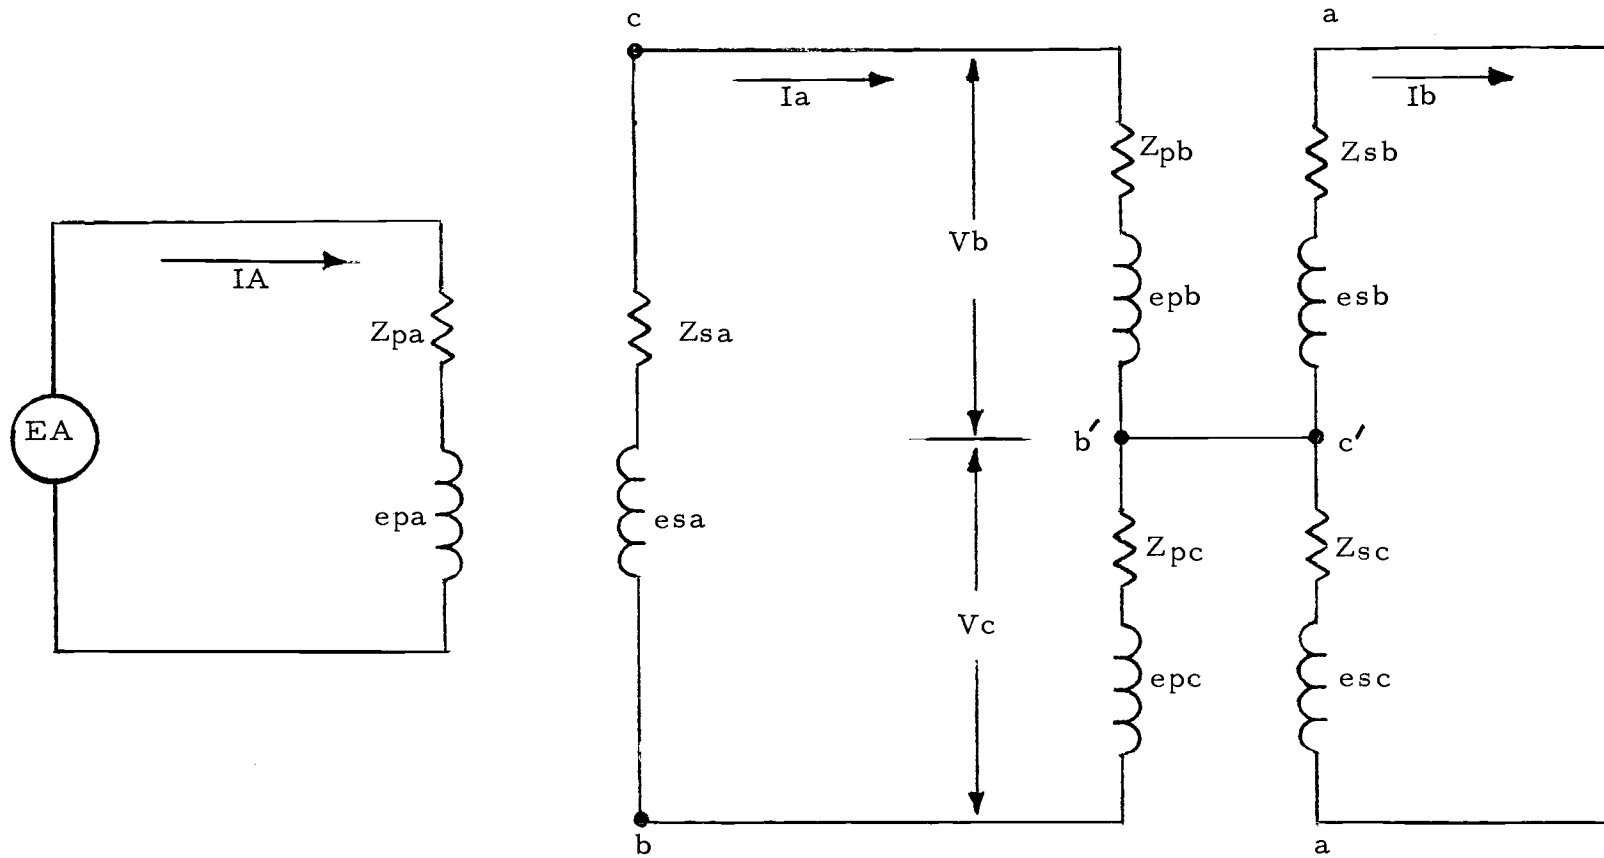 c
a
Ia
Ib
Zpb
Zsb
Vb
IA
epb
esb
Zpa
Zsa
EA
b′
c′
epa
esa
Zpc
Zsc
Vc
epc
esc
b
a